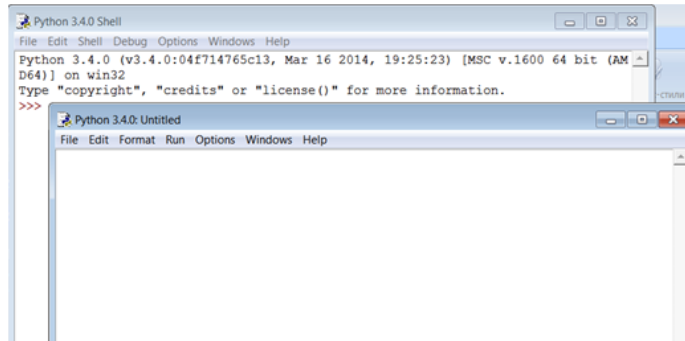 Python 3.4.0 Shell
File Edit Shell Debug Options Windows Help
Python 3.4.0 (v3.4.0:04f714765c13, Mar 16 2014, 19:25:23) [MSC v.1600 64 bit (AM
D64)] on win32
Type "copyright", "credits" or "license()" for more information.
>>>
-стили
Python 3.4.0: Untitled
File Edit Format Run Options Windows Help